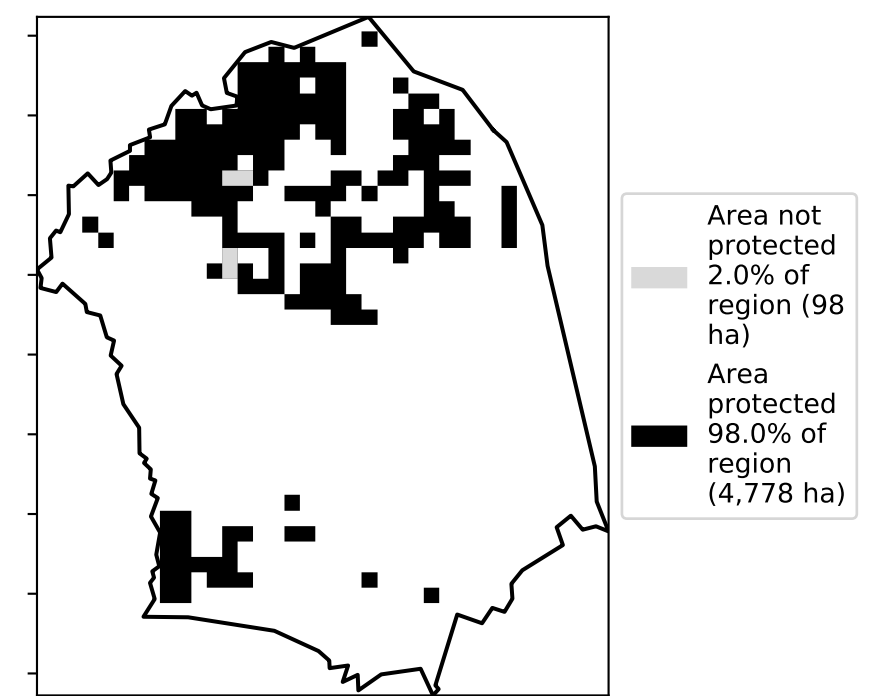 Area not
protected
2.0% of
region (98
ha)
Area
protected
98.0% of
region
(4,778 ha)